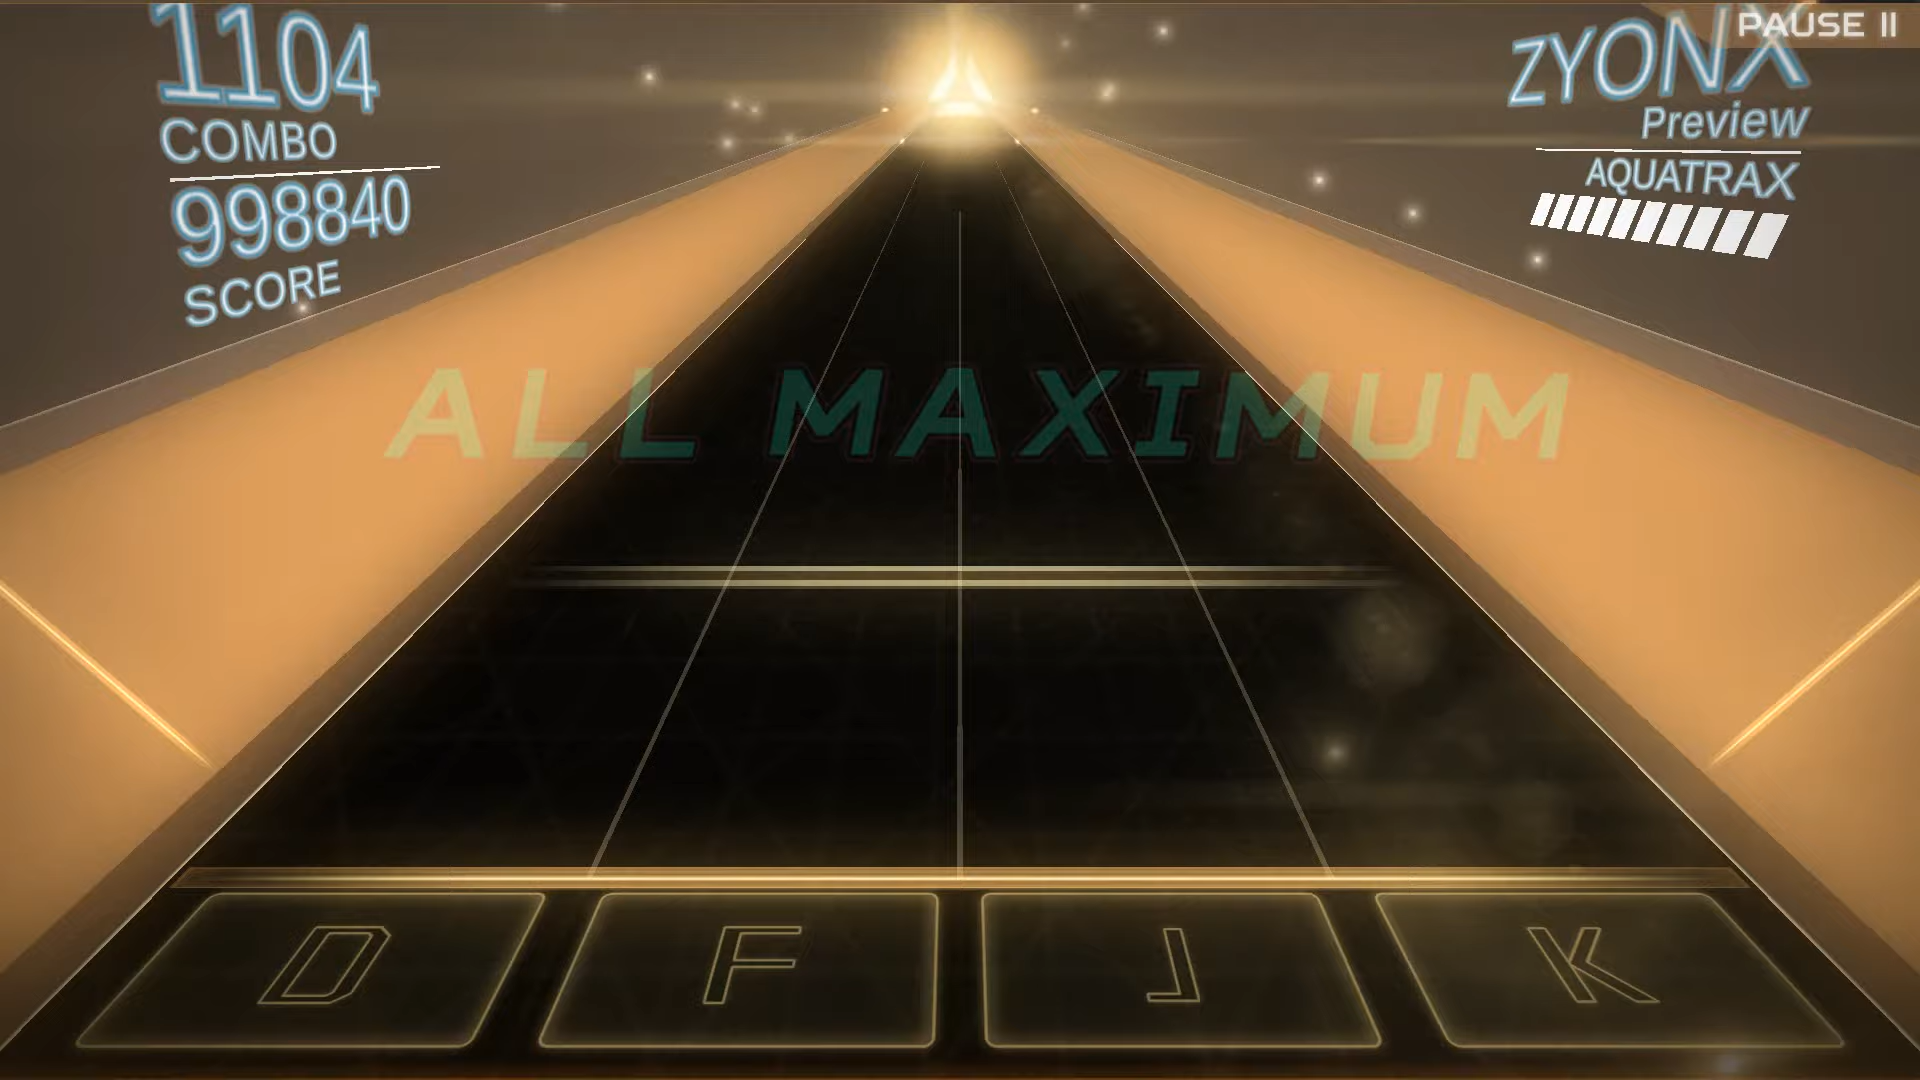 1104
COMBO
998840
SCORE
PAUSE II
ZYONX
Preview
AQUATRAX
ALL MAXIMUM
D F J K